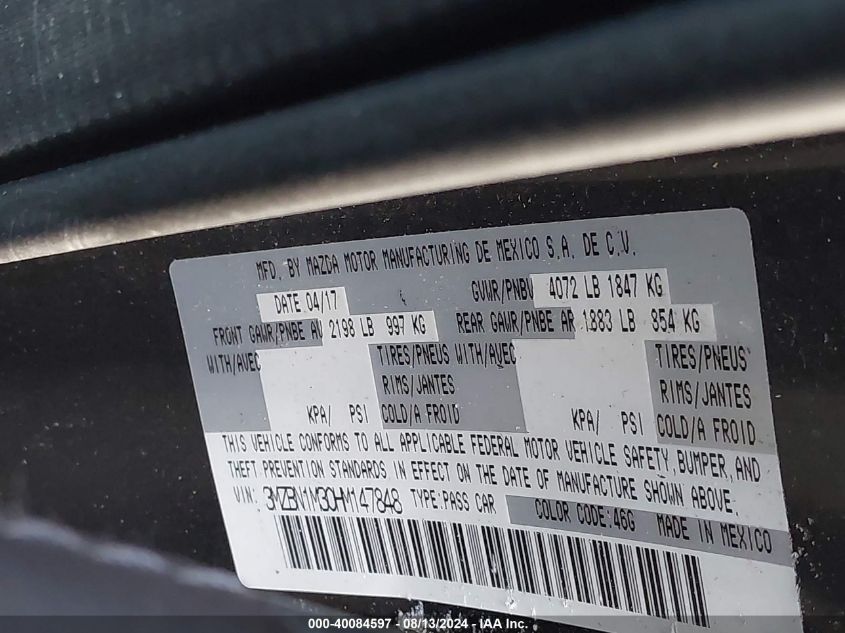 MFD. BY MAZDA MOTOR MANUFACTURING DE MEXICO S.A. DE C.V.
DATE 04/17 GVWR/PNBV 4072 LB 1847 KG
FRONT GAWR/PNBE AV 2198 LB 997 KG REAR GAWR/PNBE AR 1883 LB 854 KG
WITH/AVEC TIRES/PNEUS WITH/AVEC TIRES/PNEUS
RIMS/JANTES RIMS/JANTES
KPA/ PSI COLD/A FROID KPA/ PSI COLD/A FROID
THIS VEHICLE CONFORMS TO ALL APPLICABLE FEDERAL MOTOR VEHICLE SAFETY, BUMPER, AND
THEFT PREVENTION STANDARDS IN EFFECT ON THE DATE OF MANUFACTURE SHOWN ABOVE.
VIN: 3MZBN1M30HM147848 TYPE:PASS CAR COLOR CODE:46G MADE IN MEXICO
000-40084597 - 08/13/2024 - IAA Inc.